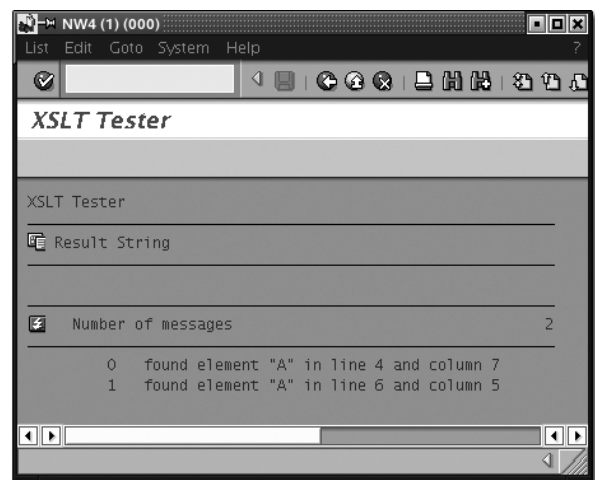 NW4 (1) (000)
List Edit Goto System Help ?
XSLT Tester
XSLT Tester
Result String
Number of messages 2
0 found element "A" in line 4 and column 7
1 found element "A" in line 6 and column 5